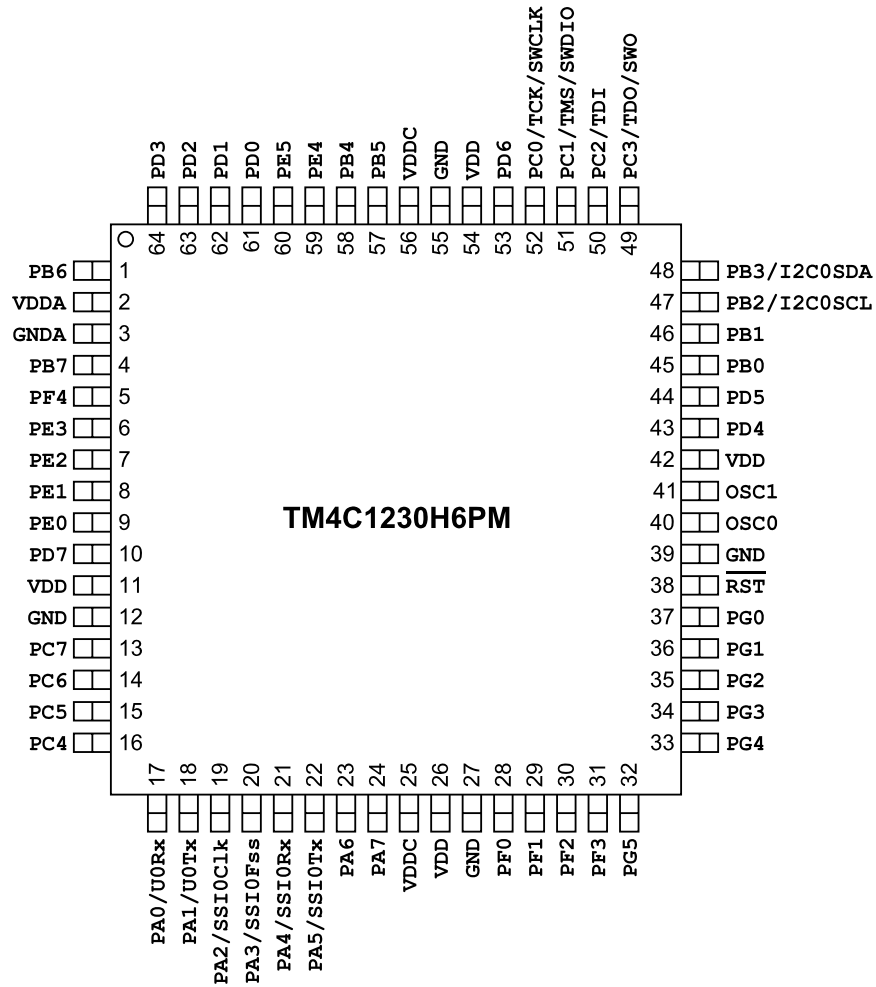 PD3
PD2
PD1
PD0
PE5
PE4
PB4
PB5
VDDC
GND
VDD
PD6
PC0/TCK/SWCLK
PC1/TMS/SWDIO
PC2/TDI
PC3/TDO/SWO
64
63
62
61
60
59
58
57
56
55
54
53
52
51
50
49
PB6 1
VDDA 2
GNDA 3
PB7 4
PF4 5
PE3 6
PE2 7
PE1 8
PE0 9
PD7 10
VDD 11
GND 12
PC7 13
PC6 14
PC5 15
PC4 16
TM4C1230H6PM
48 PB3/I2C0SDA
47 PB2/I2C0SCL
46 PB1
45 PB0
44 PD5
43 PD4
42 VDD
41 OSC1
40 OSC0
39 GND
38 RST
37 PG0
36 PG1
35 PG2
34 PG3
33 PG4
17
18
19
20
21
22
23
24
25
26
27
28
29
30
31
32
PA0/U0Rx
PA1/U0Tx
PA2/SSI0Clk
PA3/SSI0Fss
PA4/SSI0Rx
PA5/SSI0Tx
PA6
PA7
VDDC
VDD
GND
PF0
PF1
PF2
PF3
PG5